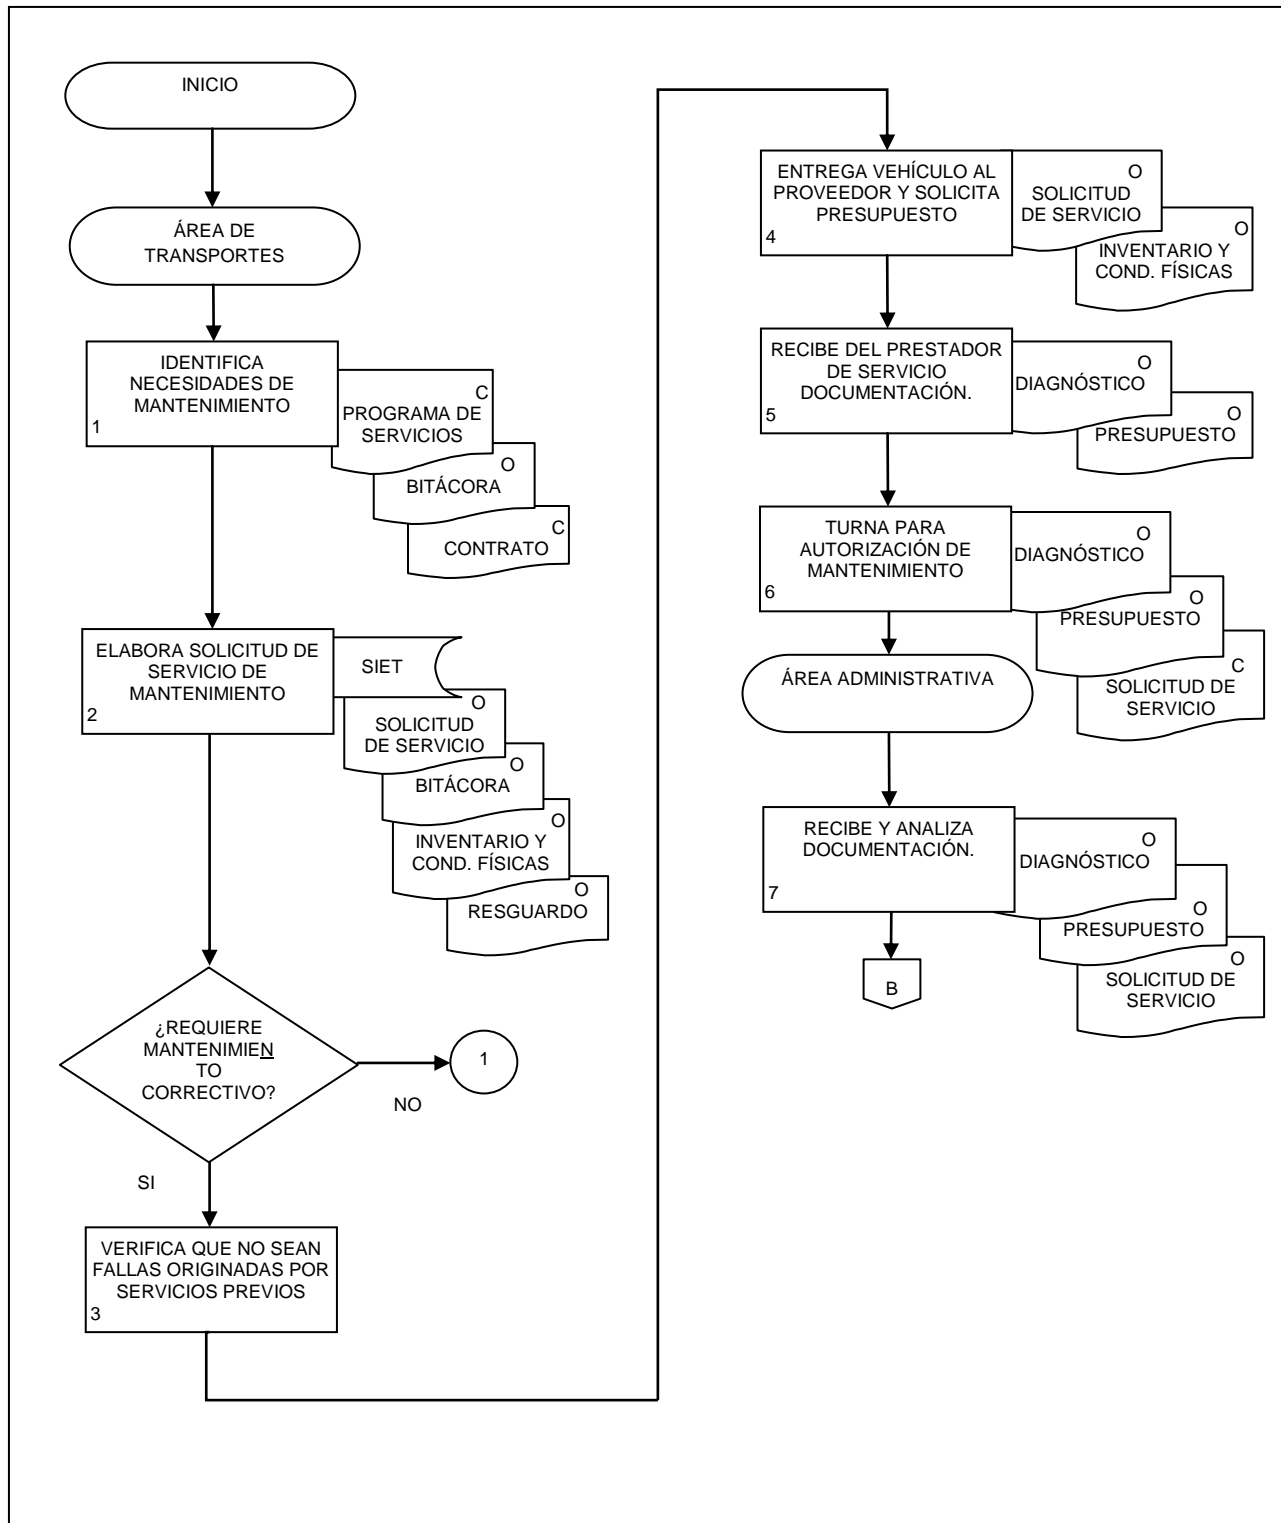 INICIO
ÁREA DE
TRANSPORTES
IDENTIFICA
NECESIDADES DE
MANTENIMIENTO
1
C
PROGRAMA DE
SERVICIOS
O
BITÁCORA
C
CONTRATO
ELABORA SOLICITUD DE
SERVICIO DE
MANTENIMIENTO
2
SIET
O
SOLICITUD
DE SERVICIO
O
BITÁCORA
O
INVENTARIO Y
COND. FÍSICAS
O
RESGUARDO
¿REQUIERE
MANTENIMIEN
TO
CORRECTIVO?
1
NO
SI
VERIFICA QUE NO SEAN
FALLAS ORIGINADAS POR
SERVICIOS PREVIOS
3
ENTREGA VEHÍCULO AL
PROVEEDOR Y SOLICITA
PRESUPUESTO
4
O
SOLICITUD
DE SERVICIO
O
INVENTARIO Y
COND. FÍSICAS
RECIBE DEL PRESTADOR
DE SERVICIO
DOCUMENTACIÓN.
5
O
DIAGNÓSTICO
O
PRESUPUESTO
TURNA PARA
AUTORIZACIÓN DE
MANTENIMIENTO
6
O
DIAGNÓSTICO
O
PRESUPUESTO
C
SOLICITUD DE
SERVICIO
ÁREA ADMINISTRATIVA
RECIBE Y ANALIZA
DOCUMENTACIÓN.
7
O
DIAGNÓSTICO
O
PRESUPUESTO
O
SOLICITUD DE
SERVICIO
B